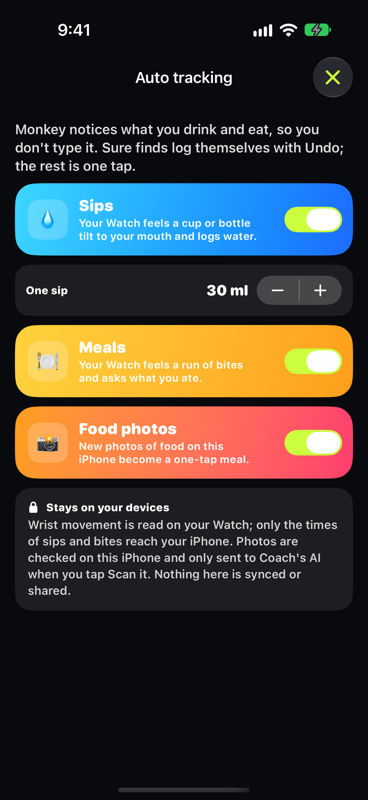 9:41
Auto tracking
Monkey notices what you drink and eat, so you
don't type it. Sure finds log themselves with Undo;
the rest is one tap.
Sips
Your Watch feels a cup or bottle
tilt to your mouth and logs water.
One sip
30 ml
Meals
Your Watch feels a run of bites
and asks what you ate.
Food photos
New photos of food on this
iPhone become a one-tap meal.
Stays on your devices
Wrist movement is read on your Watch; only the times
of sips and bites reach your iPhone. Photos are
checked on this iPhone and only sent to Coach's AI
when you tap Scan it. Nothing here is synced or
shared.